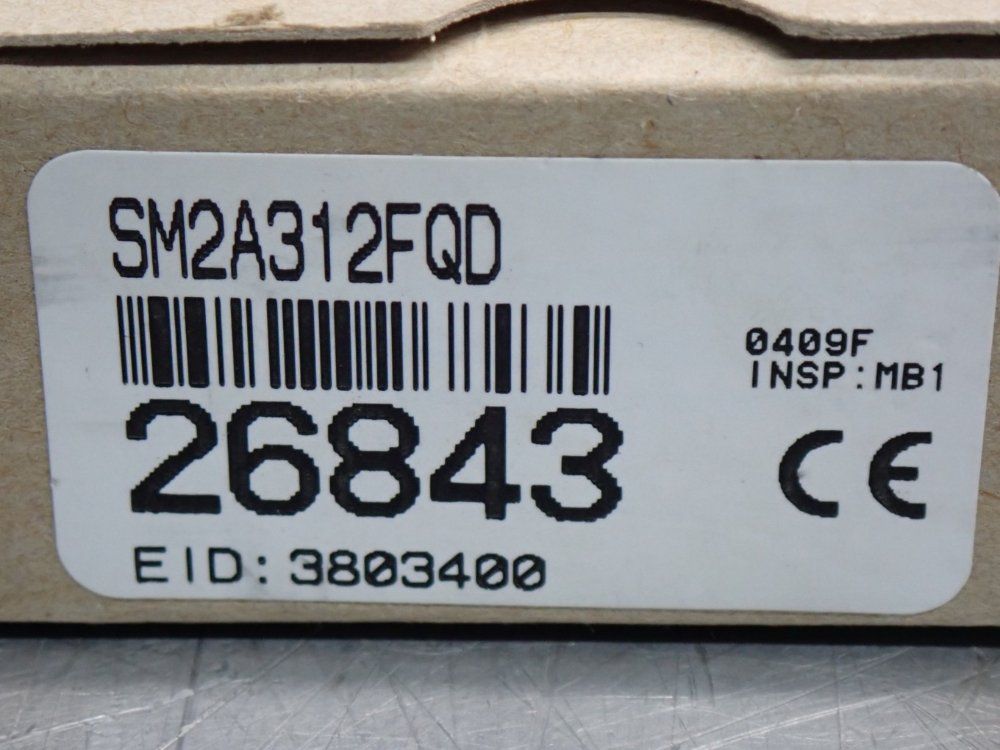 SM2A312FQD
0409F
INSP:MB1
26843
CE
EID: 3803400